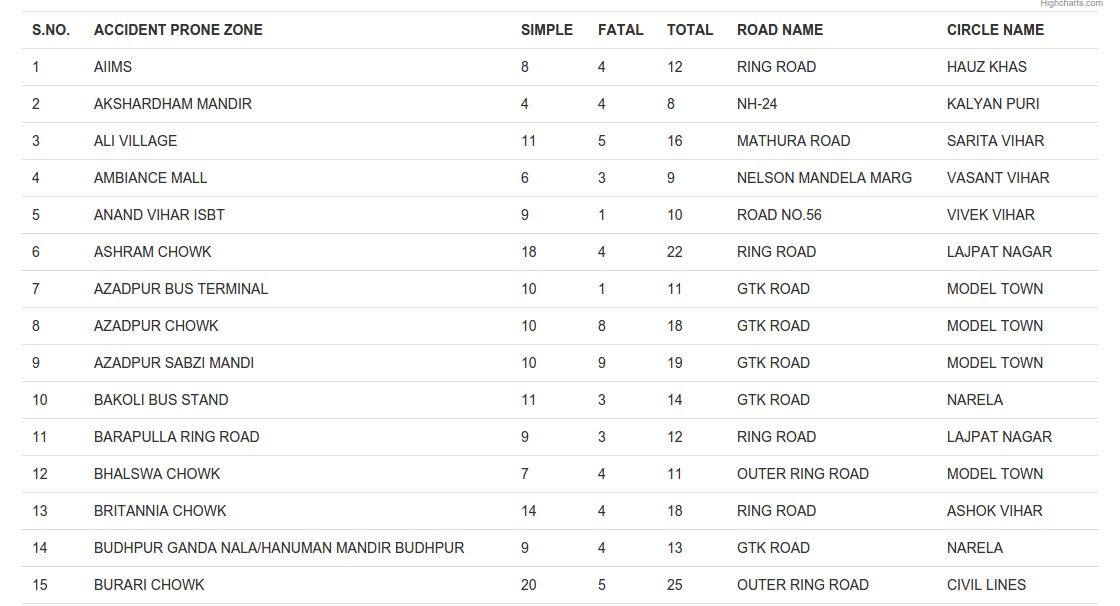 Highcharts.com
S.NO. ACCIDENT PRONE ZONE SIMPLE FATAL TOTAL ROAD NAME CIRCLE NAME
1 AIIMS 8 4 12 RING ROAD HAUZ KHAS
2 AKSHARDHAM MANDIR 4 4 8 NH-24 KALYAN PURI
3 ALI VILLAGE 11 5 16 MATHURA ROAD SARITA VIHAR
4 AMBIANCE MALL 6 3 9 NELSON MANDELA MARG VASANT VIHAR
5 ANAND VIHAR ISBT 9 1 10 ROAD NO.56 VIVEK VIHAR
6 ASHRAM CHOWK 18 4 22 RING ROAD LAJPAT NAGAR
7 AZADPUR BUS TERMINAL 10 1 11 GTK ROAD MODEL TOWN
8 AZADPUR CHOWK 10 8 18 GTK ROAD MODEL TOWN
9 AZADPUR SABZI MANDI 10 9 19 GTK ROAD MODEL TOWN
10 BAKOLI BUS STAND 11 3 14 GTK ROAD NARELA
11 BARAPULLA RING ROAD 9 3 12 RING ROAD LAJPAT NAGAR
12 BHALSWA CHOWK 7 4 11 OUTER RING ROAD MODEL TOWN
13 BRITANNIA CHOWK 14 4 18 RING ROAD ASHOK VIHAR
14 BUDHPUR GANDA NALA/HANUMAN MANDIR BUDHPUR 9 4 13 GTK ROAD NARELA
15 BURARI CHOWK 20 5 25 OUTER RING ROAD CIVIL LINES